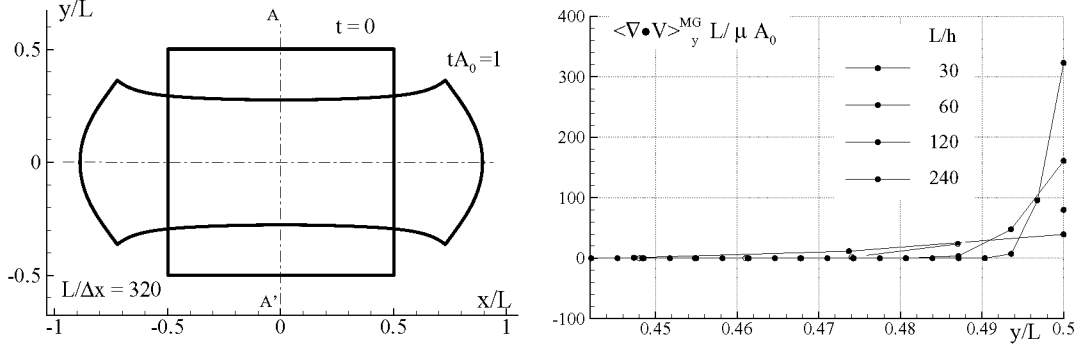 y/L
A
t = 0
tA₀ = 1
0.5
0
-0.5
L/Δx = 320
A'
x/L
-1
-0.5
0
0.5
1
<∇●V>ᴹᴳ_y L / μ A₀
L/h
30
60
120
240
400
300
200
100
0
-100
0.45
0.46
0.47
0.48
0.49
0.5
y/L